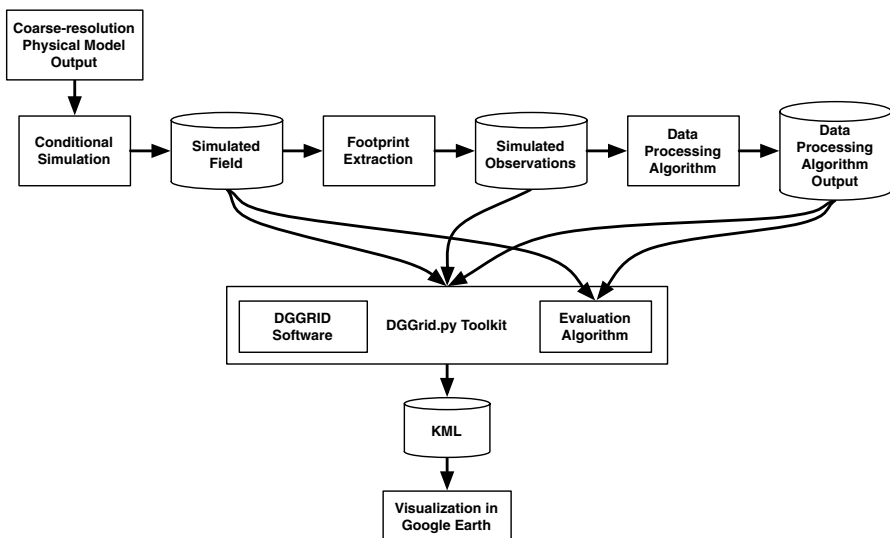 Coarse-resolution
Physical Model
Output
Conditional
Simulation
Simulated
Field
Footprint
Extraction
Simulated
Observations
Data
Processing
Algorithm
Data
Processing
Algorithm
Output
DGGRID
Software
DGGrid.py Toolkit
Evaluation
Algorithm
KML
Visualization in
Google Earth